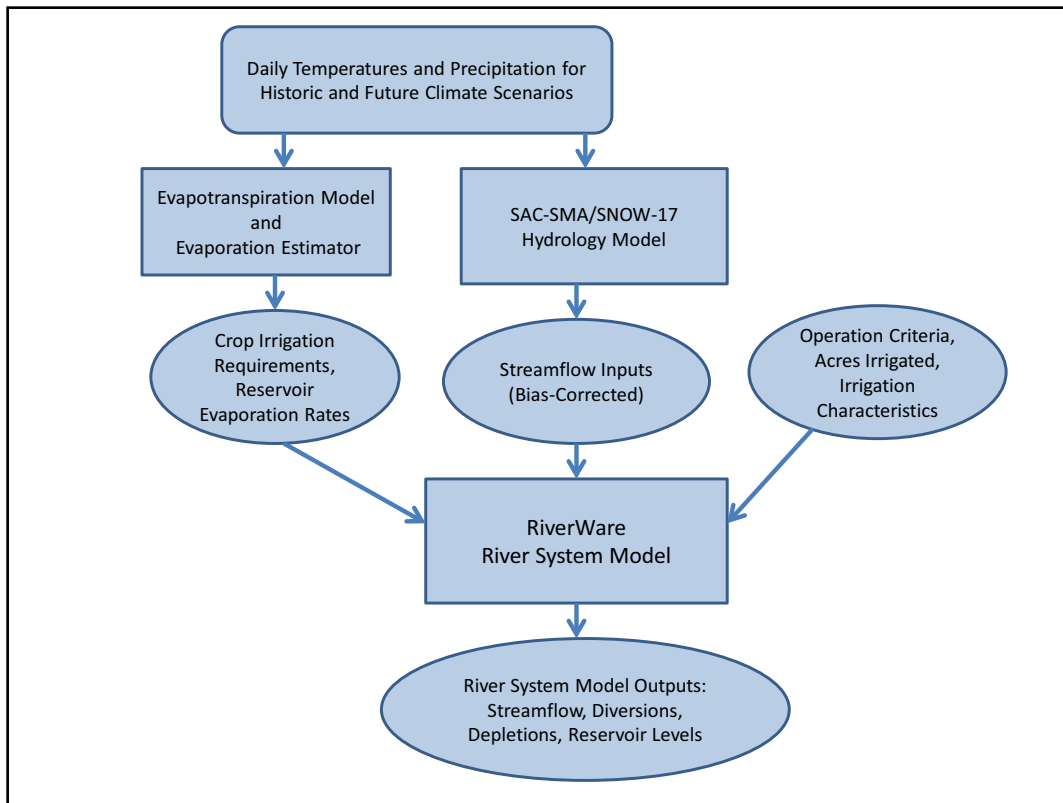 Daily Temperatures and Precipitation for
Historic and Future Climate Scenarios
Evapotranspiration Model
and
Evaporation Estimator
SAC-SMA/SNOW-17
Hydrology Model
Crop Irrigation
Requirements,
Reservoir
Evaporation Rates
Streamflow Inputs
(Bias-Corrected)
Operation Criteria,
Acres Irrigated,
Irrigation
Characteristics
RiverWare
River System Model
River System Model Outputs:
Streamflow, Diversions,
Depletions, Reservoir Levels